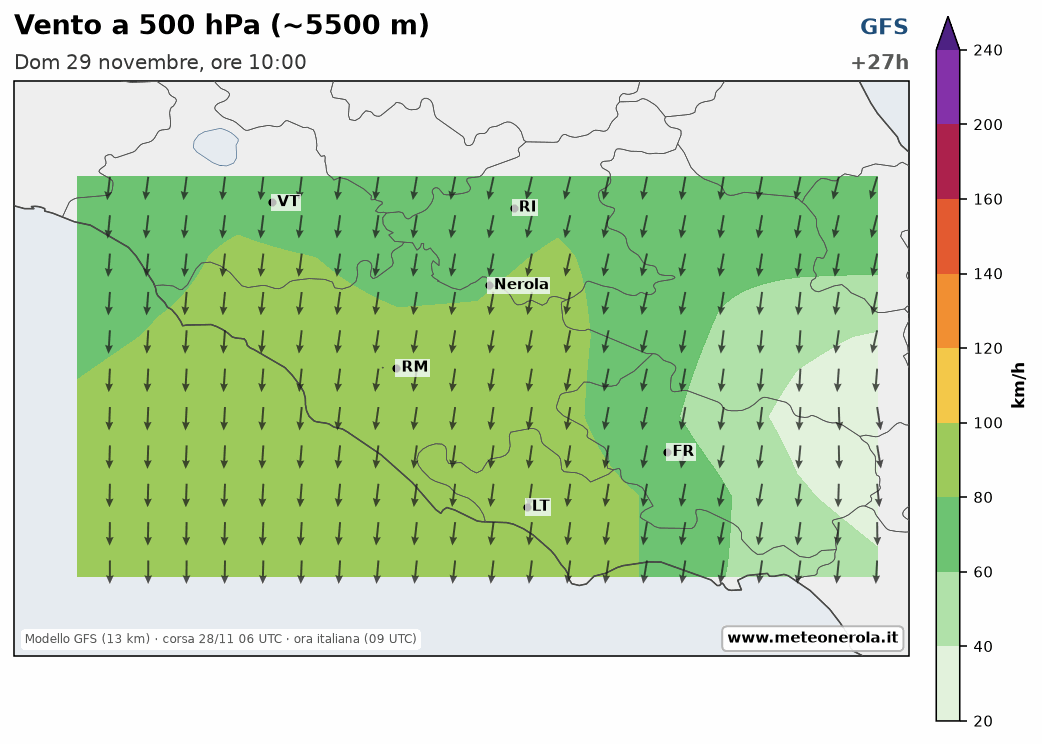 Vento a 500 hPa (~5500 m)
GFS
Dom 29 novembre, ore 10:00
+27h
VT
RI
Nerola
RM
FR
LT
240
200
160
140
120
100
80
60
40
20
km/h
Modello GFS (13 km) · corsa 28/11 06 UTC · ora italiana (09 UTC)
www.meteonerola.it